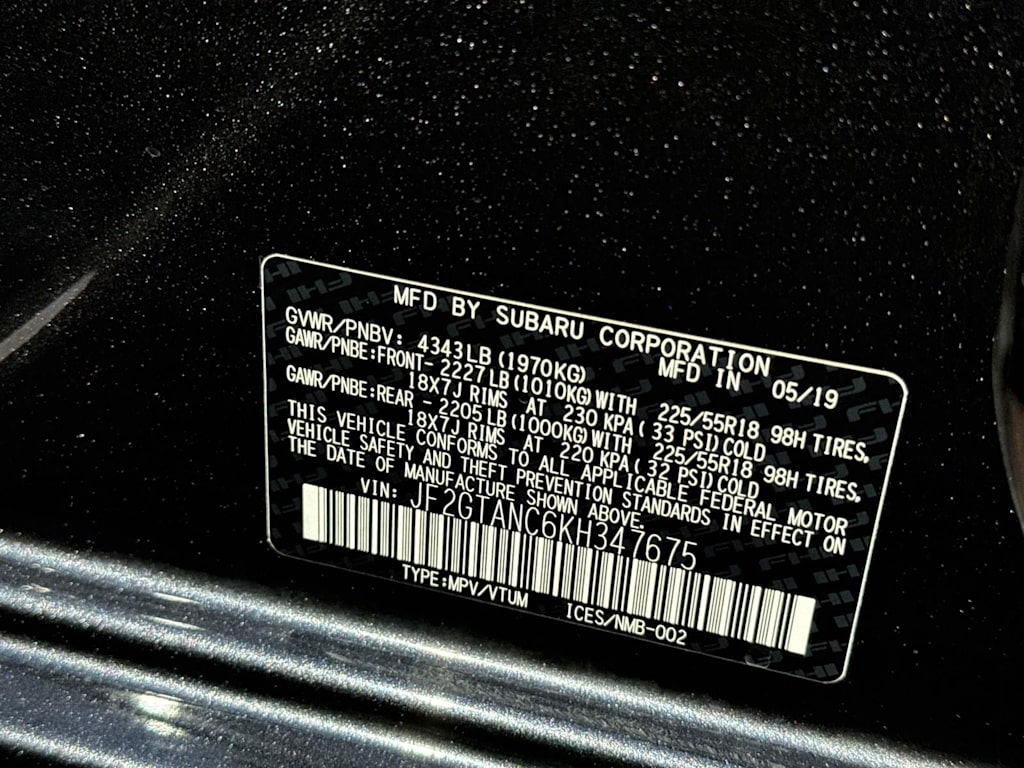 MFD BY SUBARU CORPORATION
GVWR/PNBV: 4343LB(1970KG) MFD IN 05/19
GAWR/PNBE:FRONT-2227LB(1010KG)WITH 225/55R18 98H TIRES,
18X7J RIMS AT 230 KPA( 33 PSI)COLD
GAWR/PNBE:REAR -2205LB(1000KG)WITH 225/55R18 98H TIRES,
18X7J RIMS AT 220 KPA( 32 PSI)COLD
THIS VEHICLE CONFORMS TO ALL APPLICABLE FEDERAL MOTOR
VEHICLE SAFETY AND THEFT PREVENTION STANDARDS IN EFFECT ON
THE DATE OF MANUFACTURE SHOWN ABOVE.
VIN: JF2GTANC6KH347675
TYPE:MPV/VTUM ICES/NMB-002